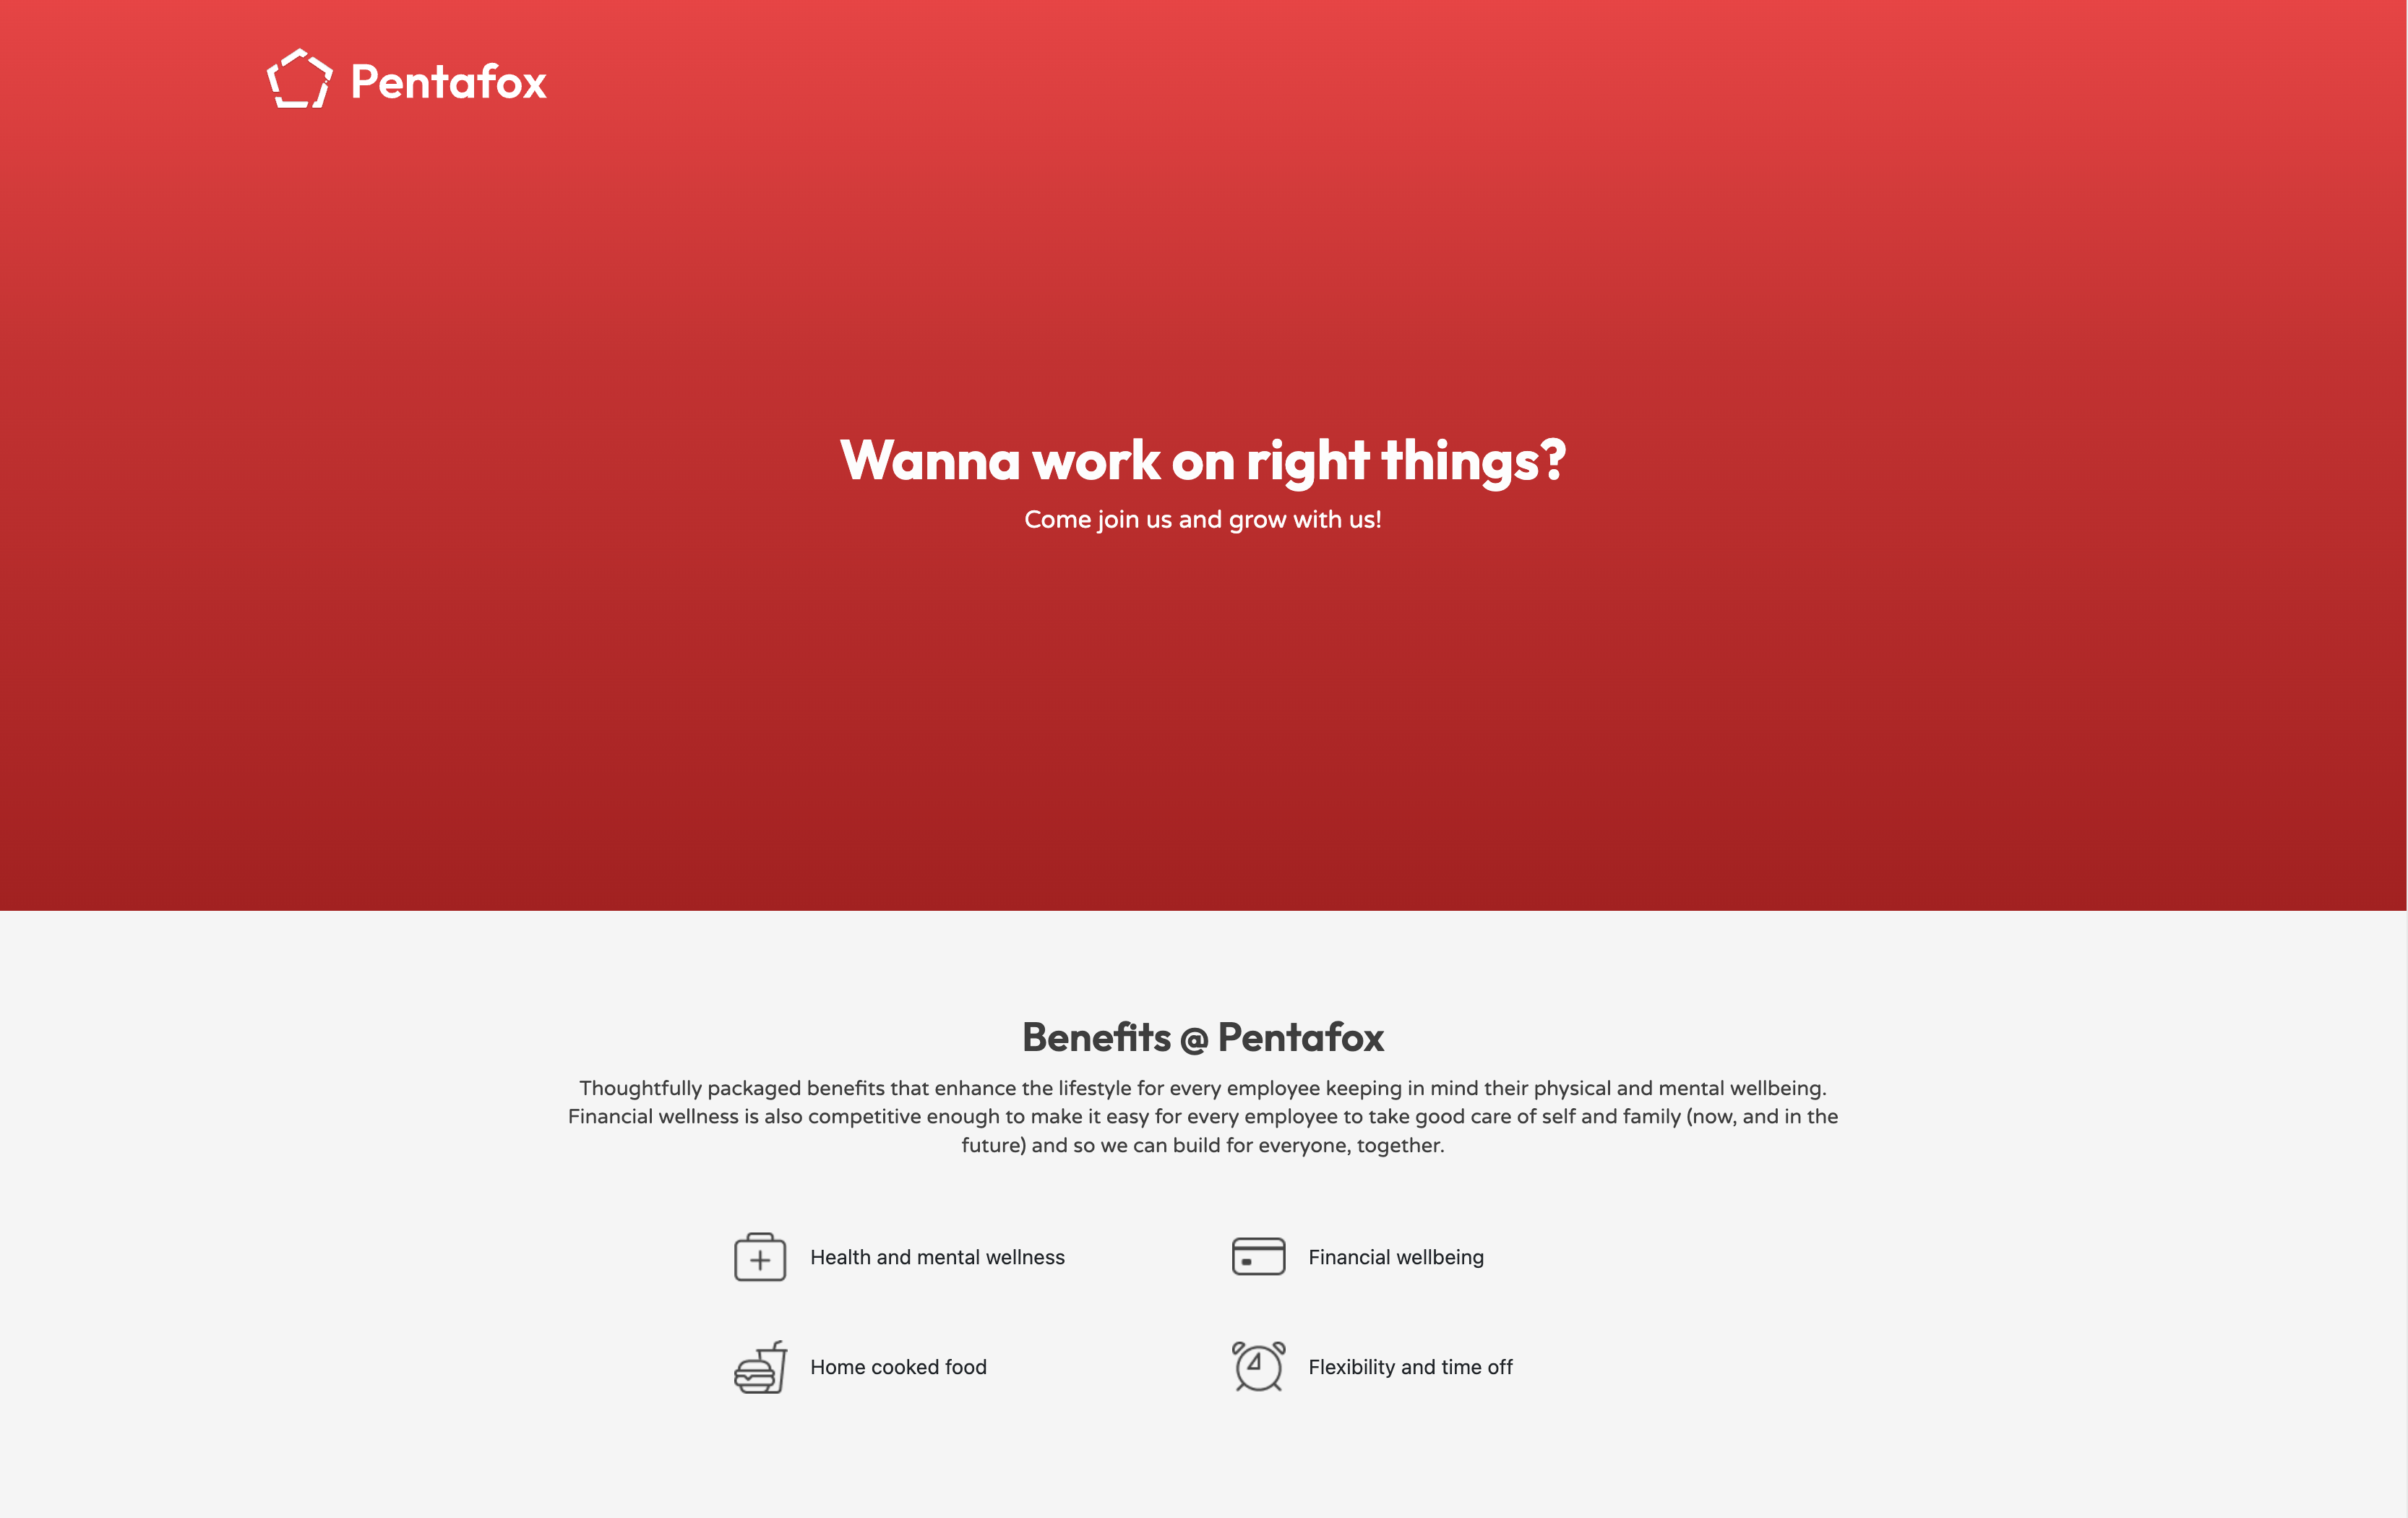 Pentafox
Wanna work on right things?
Come join us and grow with us!
Benefits @ Pentafox
Thoughtfully packaged benefits that enhance the lifestyle for every employee keeping in mind their physical and mental wellbeing.
Financial wellness is also competitive enough to make it easy for every employee to take good care of self and family (now, and in the
future) and so we can build for everyone, together.
Health and mental wellness
Financial wellbeing
Home cooked food
Flexibility and time off